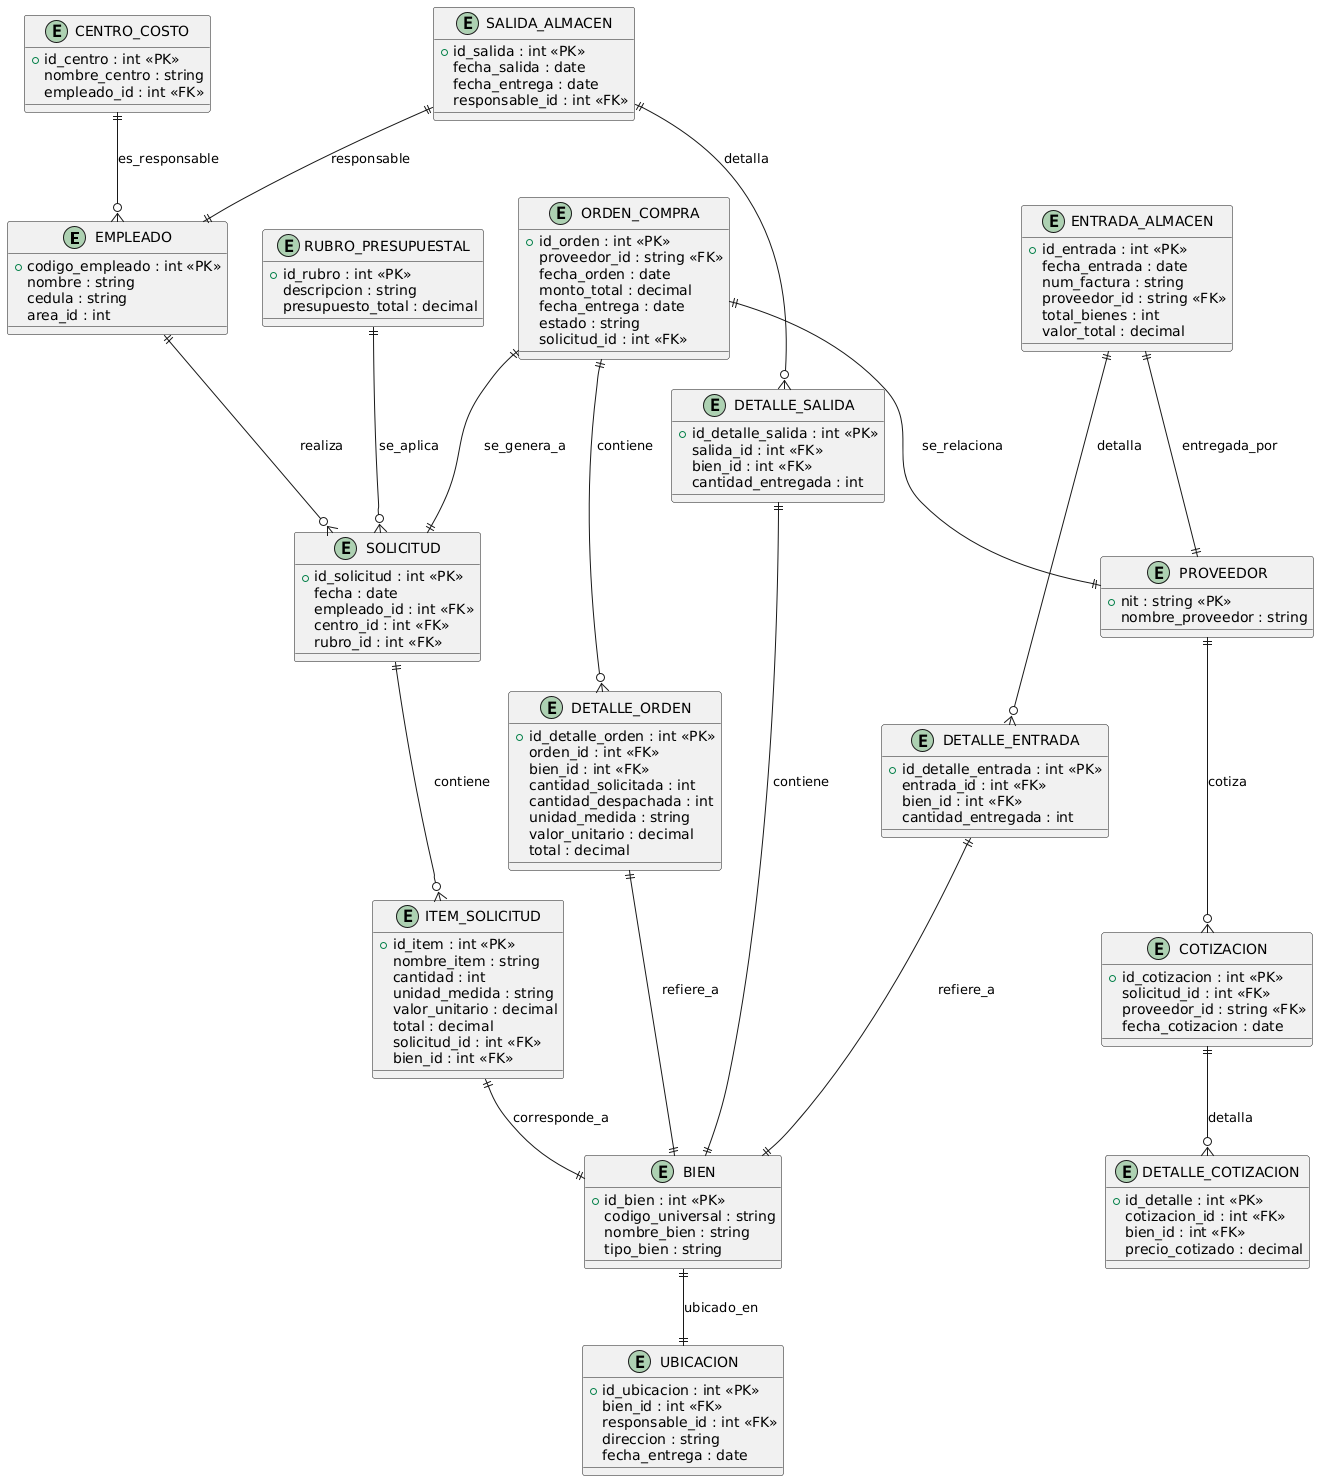 E CENTRO_COSTO
id_centro : int «PK»
nombre_centro : string
empleado_id : int «FK»
E SALIDA_ALMACEN
id_salida : int «PK»
fecha_salida : date
fecha_entrega : date
responsable_id : int «FK»
es_responsable
responsable
detalla
E EMPLEADO
codigo_empleado : int «PK»
nombre : string
cedula : string
area_id : int
E RUBRO_PRESUPUESTAL
id_rubro : int «PK»
descripcion : string
presupuesto_total : decimal
E ORDEN_COMPRA
id_orden : int «PK»
proveedor_id : string «FK»
fecha_orden : date
monto_total : decimal
fecha_entrega : date
estado : string
solicitud_id : int «FK»
E ENTRADA_ALMACEN
id_entrada : int «PK»
fecha_entrada : date
num_factura : string
proveedor_id : string «FK»
total_bienes : int
valor_total : decimal
E DETALLE_SALIDA
id_detalle_salida : int «PK»
salida_id : int «FK»
bien_id : int «FK»
cantidad_entregada : int
realiza
se_aplica
se_genera_a
contiene
se_relaciona
detalla
entregada_por
E SOLICITUD
id_solicitud : int «PK»
fecha : date
empleado_id : int «FK»
centro_id : int «FK»
rubro_id : int «FK»
E PROVEEDOR
nit : string «PK»
nombre_proveedor : string
E DETALLE_ORDEN
id_detalle_orden : int «PK»
orden_id : int «FK»
bien_id : int «FK»
cantidad_solicitada : int
cantidad_despachada : int
unidad_medida : string
valor_unitario : decimal
total : decimal
E DETALLE_ENTRADA
id_detalle_entrada : int «PK»
entrada_id : int «FK»
bien_id : int «FK»
cantidad_entregada : int
contiene
contiene
cotiza
E ITEM_SOLICITUD
id_item : int «PK»
nombre_item : string
cantidad : int
unidad_medida : string
valor_unitario : decimal
total : decimal
solicitud_id : int «FK»
bien_id : int «FK»
refiere_a
refiere_a
E COTIZACION
id_cotizacion : int «PK»
solicitud_id : int «FK»
proveedor_id : string «FK»
fecha_cotizacion : date
corresponde_a
detalla
E BIEN
id_bien : int «PK»
codigo_universal : string
nombre_bien : string
tipo_bien : string
E DETALLE_COTIZACION
id_detalle : int «PK»
cotizacion_id : int «FK»
bien_id : int «FK»
precio_cotizado : decimal
ubicado_en
E UBICACION
id_ubicacion : int «PK»
bien_id : int «FK»
responsable_id : int «FK»
direccion : string
fecha_entrega : date